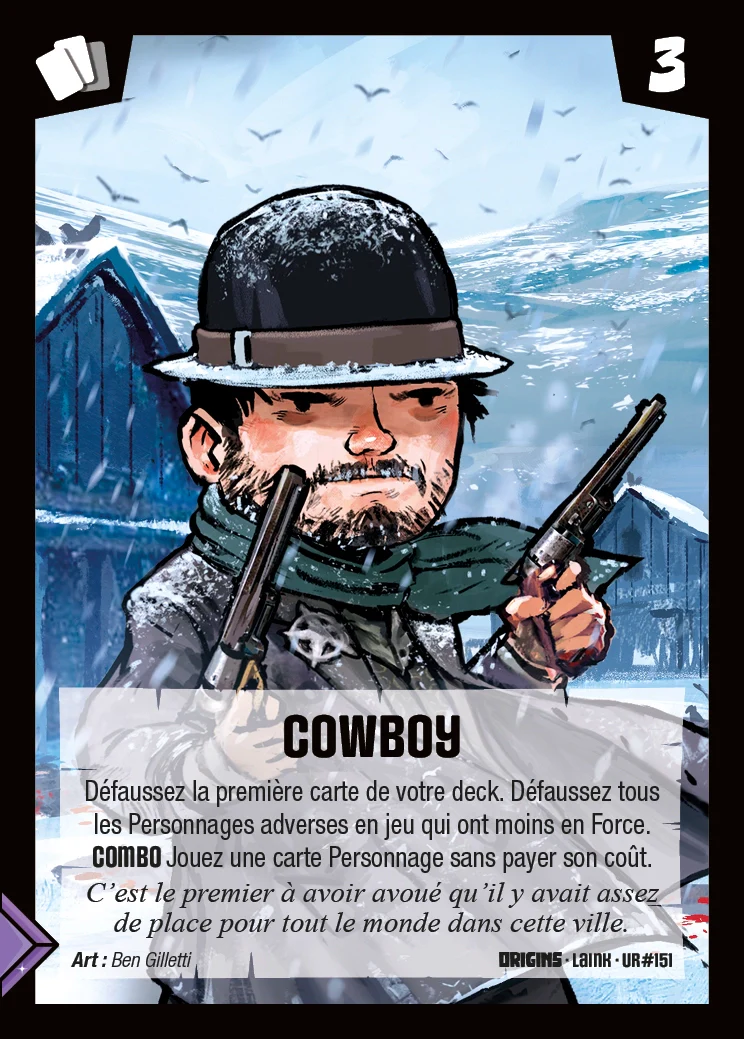 3
COWBOY
Défaussez la première carte de votre deck. Défaussez tous
les Personnages adverses en jeu qui ont moins en Force.
COMBO Jouez une carte Personnage sans payer son coût.
C’est le premier à avoir avoué qu’il y avait assez
de place pour tout le monde dans cette ville.
Art : Ben Gilletti
ORIGINS · LAINK · UR#151